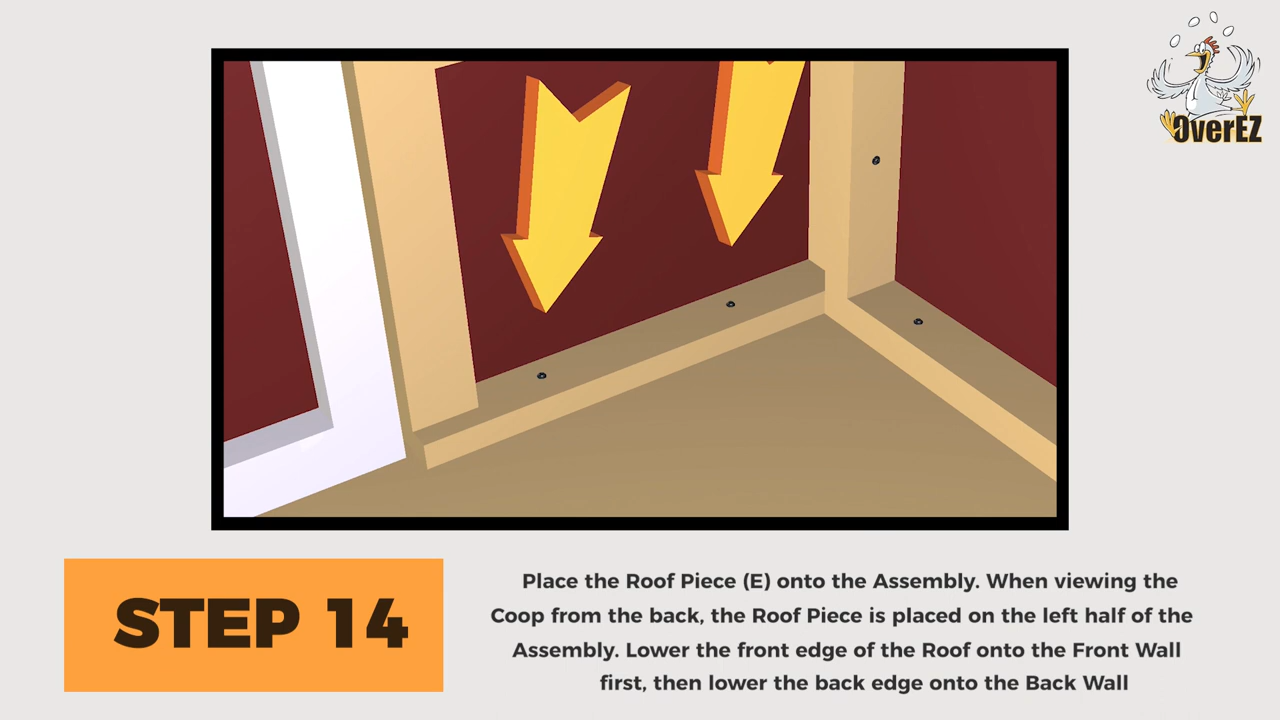 OverEZ
STEP 14
Place the Roof Piece (E) onto the Assembly. When viewing the
Coop from the back, the Roof Piece is placed on the left half of the
Assembly. Lower the front edge of the Roof onto the Front Wall
first, then lower the back edge onto the Back Wall